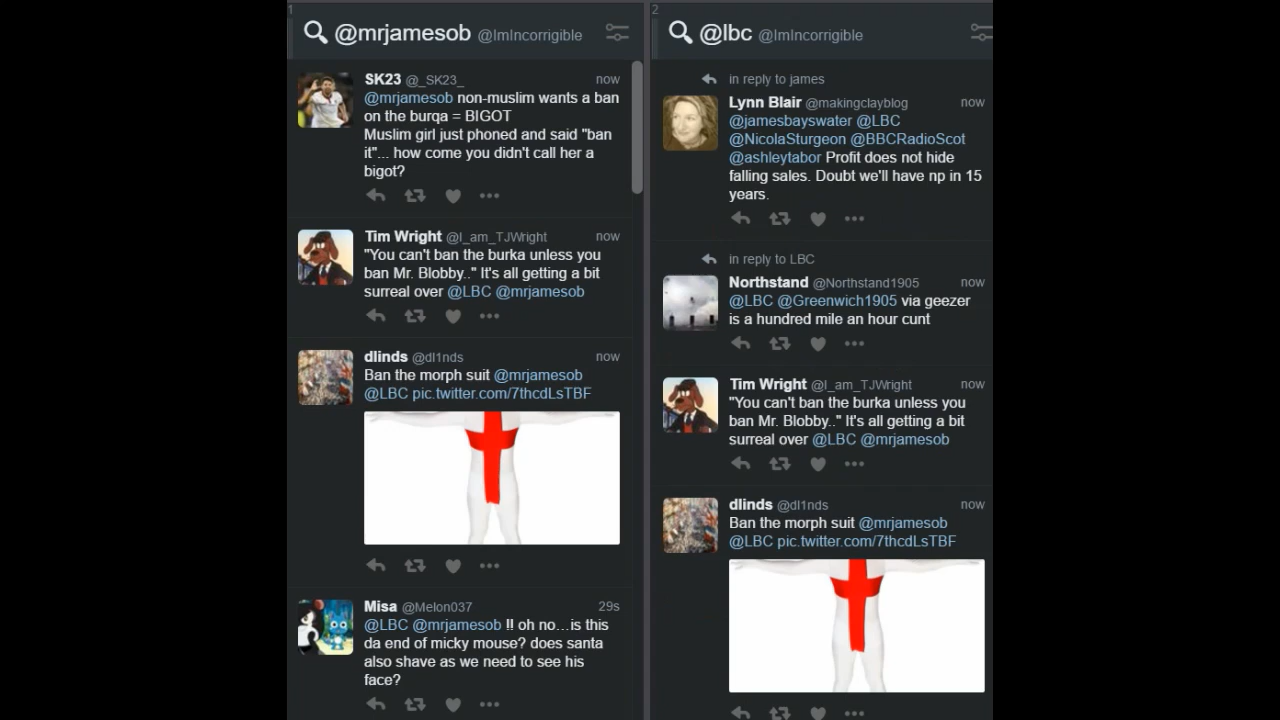 1
@mrjamesob @ImIncorrigible
SK23 @_SK23_ now
@mrjamesob non-muslim wants a ban
on the burqa = BIGOT
Muslim girl just phoned and said "ban
it"... how come you didn't call her a
bigot?
Tim Wright @I_am_TJWright now
"You can't ban the burka unless you
ban Mr. Blobby.." It's all getting a bit
surreal over @LBC @mrjamesob
dlinds @dl1nds now
Ban the morph suit @mrjamesob
@LBC pic.twitter.com/7thcdLsTBF
Misa @Melon037 29s
@LBC @mrjamesob !! oh no...is this
da end of micky mouse? does santa
also shave as we need to see his
face?
2
@lbc @ImIncorrigible
in reply to james
Lynn Blair @makingclayblog now
@jamesbayswater @LBC
@NicolaSturgeon @BBCRadioScot
@ashleytabor Profit does not hide
falling sales. Doubt we'll have np in 15
years.
in reply to LBC
Northstand @Northstand1905 now
@LBC @Greenwich1905 via geezer
is a hundred mile an hour cunt
Tim Wright @I_am_TJWright now
"You can't ban the burka unless you
ban Mr. Blobby.." It's all getting a bit
surreal over @LBC @mrjamesob
dlinds @dl1nds now
Ban the morph suit @mrjamesob
@LBC pic.twitter.com/7thcdLsTBF